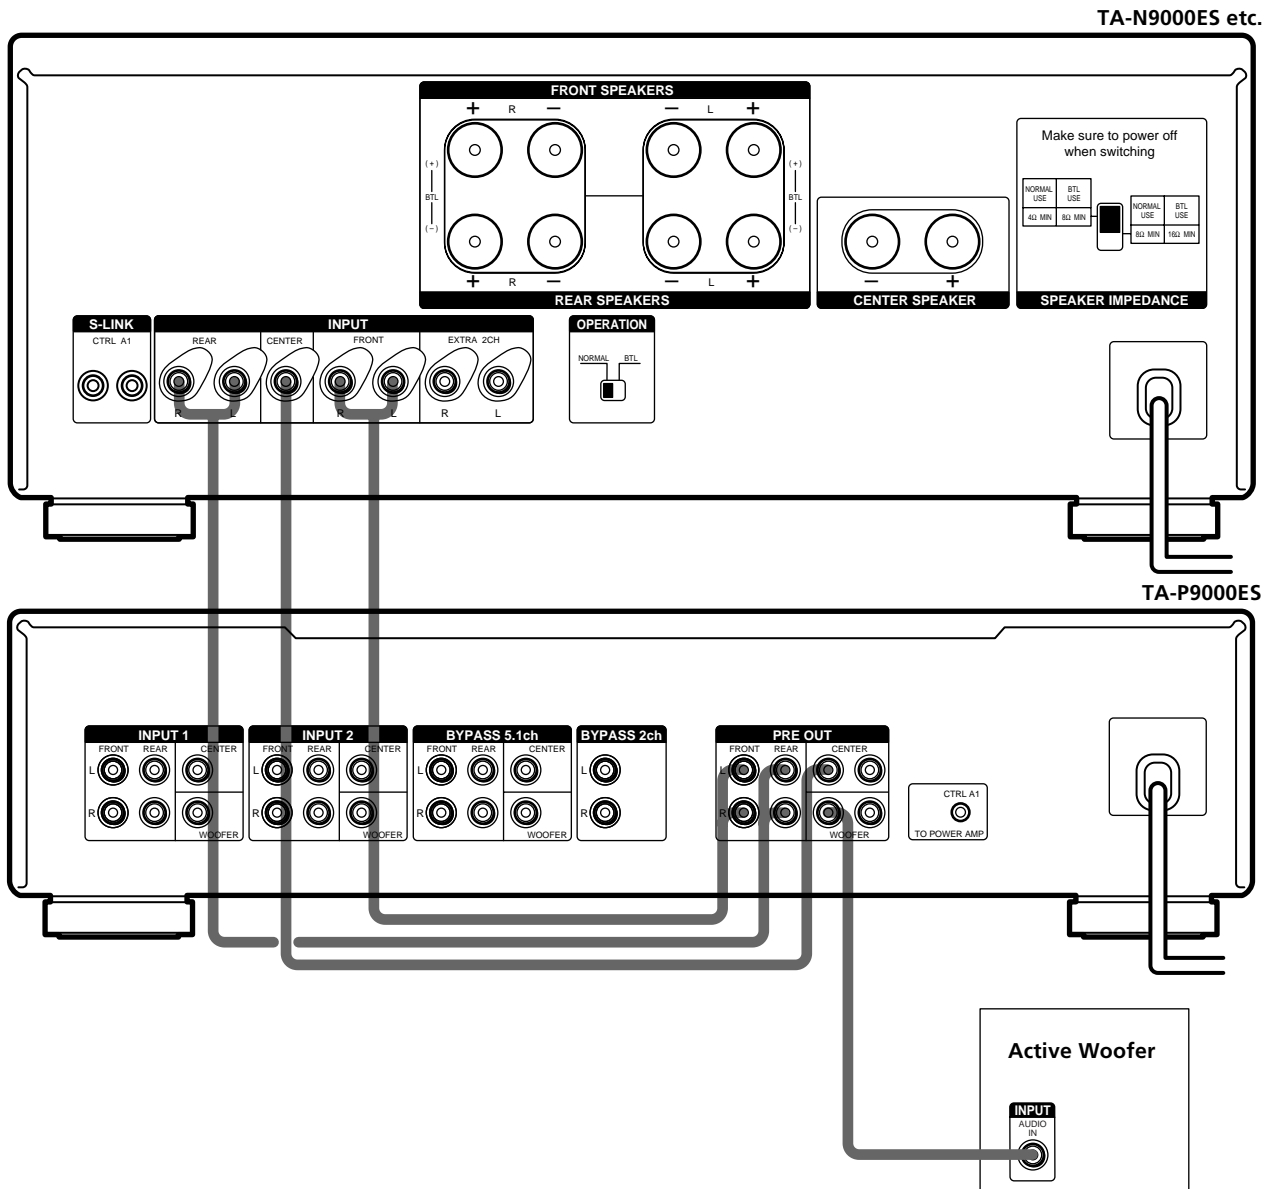 TA-N9000ES etc.
FRONT SPEAKERS
+ R − − L +
(+) BTL (−)
(+) BTL (−)
+ R − − L +
REAR SPEAKERS
− +
CENTER SPEAKER
Make sure to power off
when switching
NORMAL USE BTL USE
4Ω MIN 8Ω MIN
NORMAL USE BTL USE
8Ω MIN 16Ω MIN
SPEAKER IMPEDANCE
S-LINK
CTRL A1
INPUT
REAR CENTER FRONT EXTRA 2CH
R L R L R L
OPERATION
NORMAL BTL
TA-P9000ES
INPUT 1
FRONT REAR CENTER
L
R
WOOFER
INPUT 2
FRONT REAR CENTER
L
R
WOOFER
BYPASS 5.1ch
FRONT REAR CENTER
L
R
WOOFER
BYPASS 2ch
L
R
PRE OUT
FRONT REAR CENTER
L
R
WOOFER
CTRL A1
TO POWER AMP
Active Woofer
INPUT
AUDIO
IN